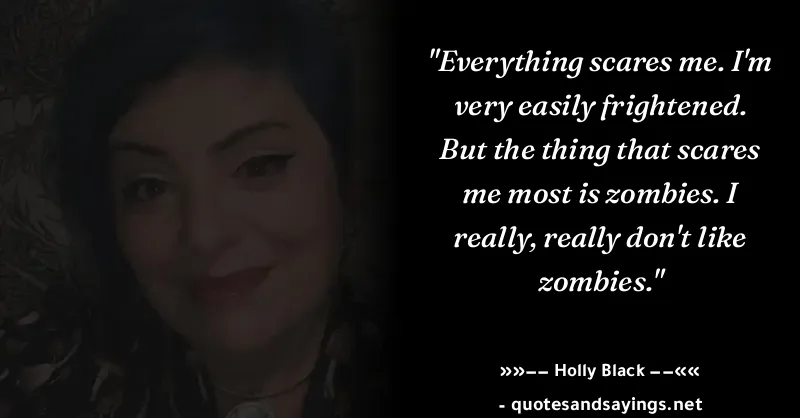 "Everything scares me. I'm
very easily frightened.
But the thing that scares
me most is zombies. I
really, really don't like
zombies."
»»−− Holly Black −−««
- quotesandsayings.net